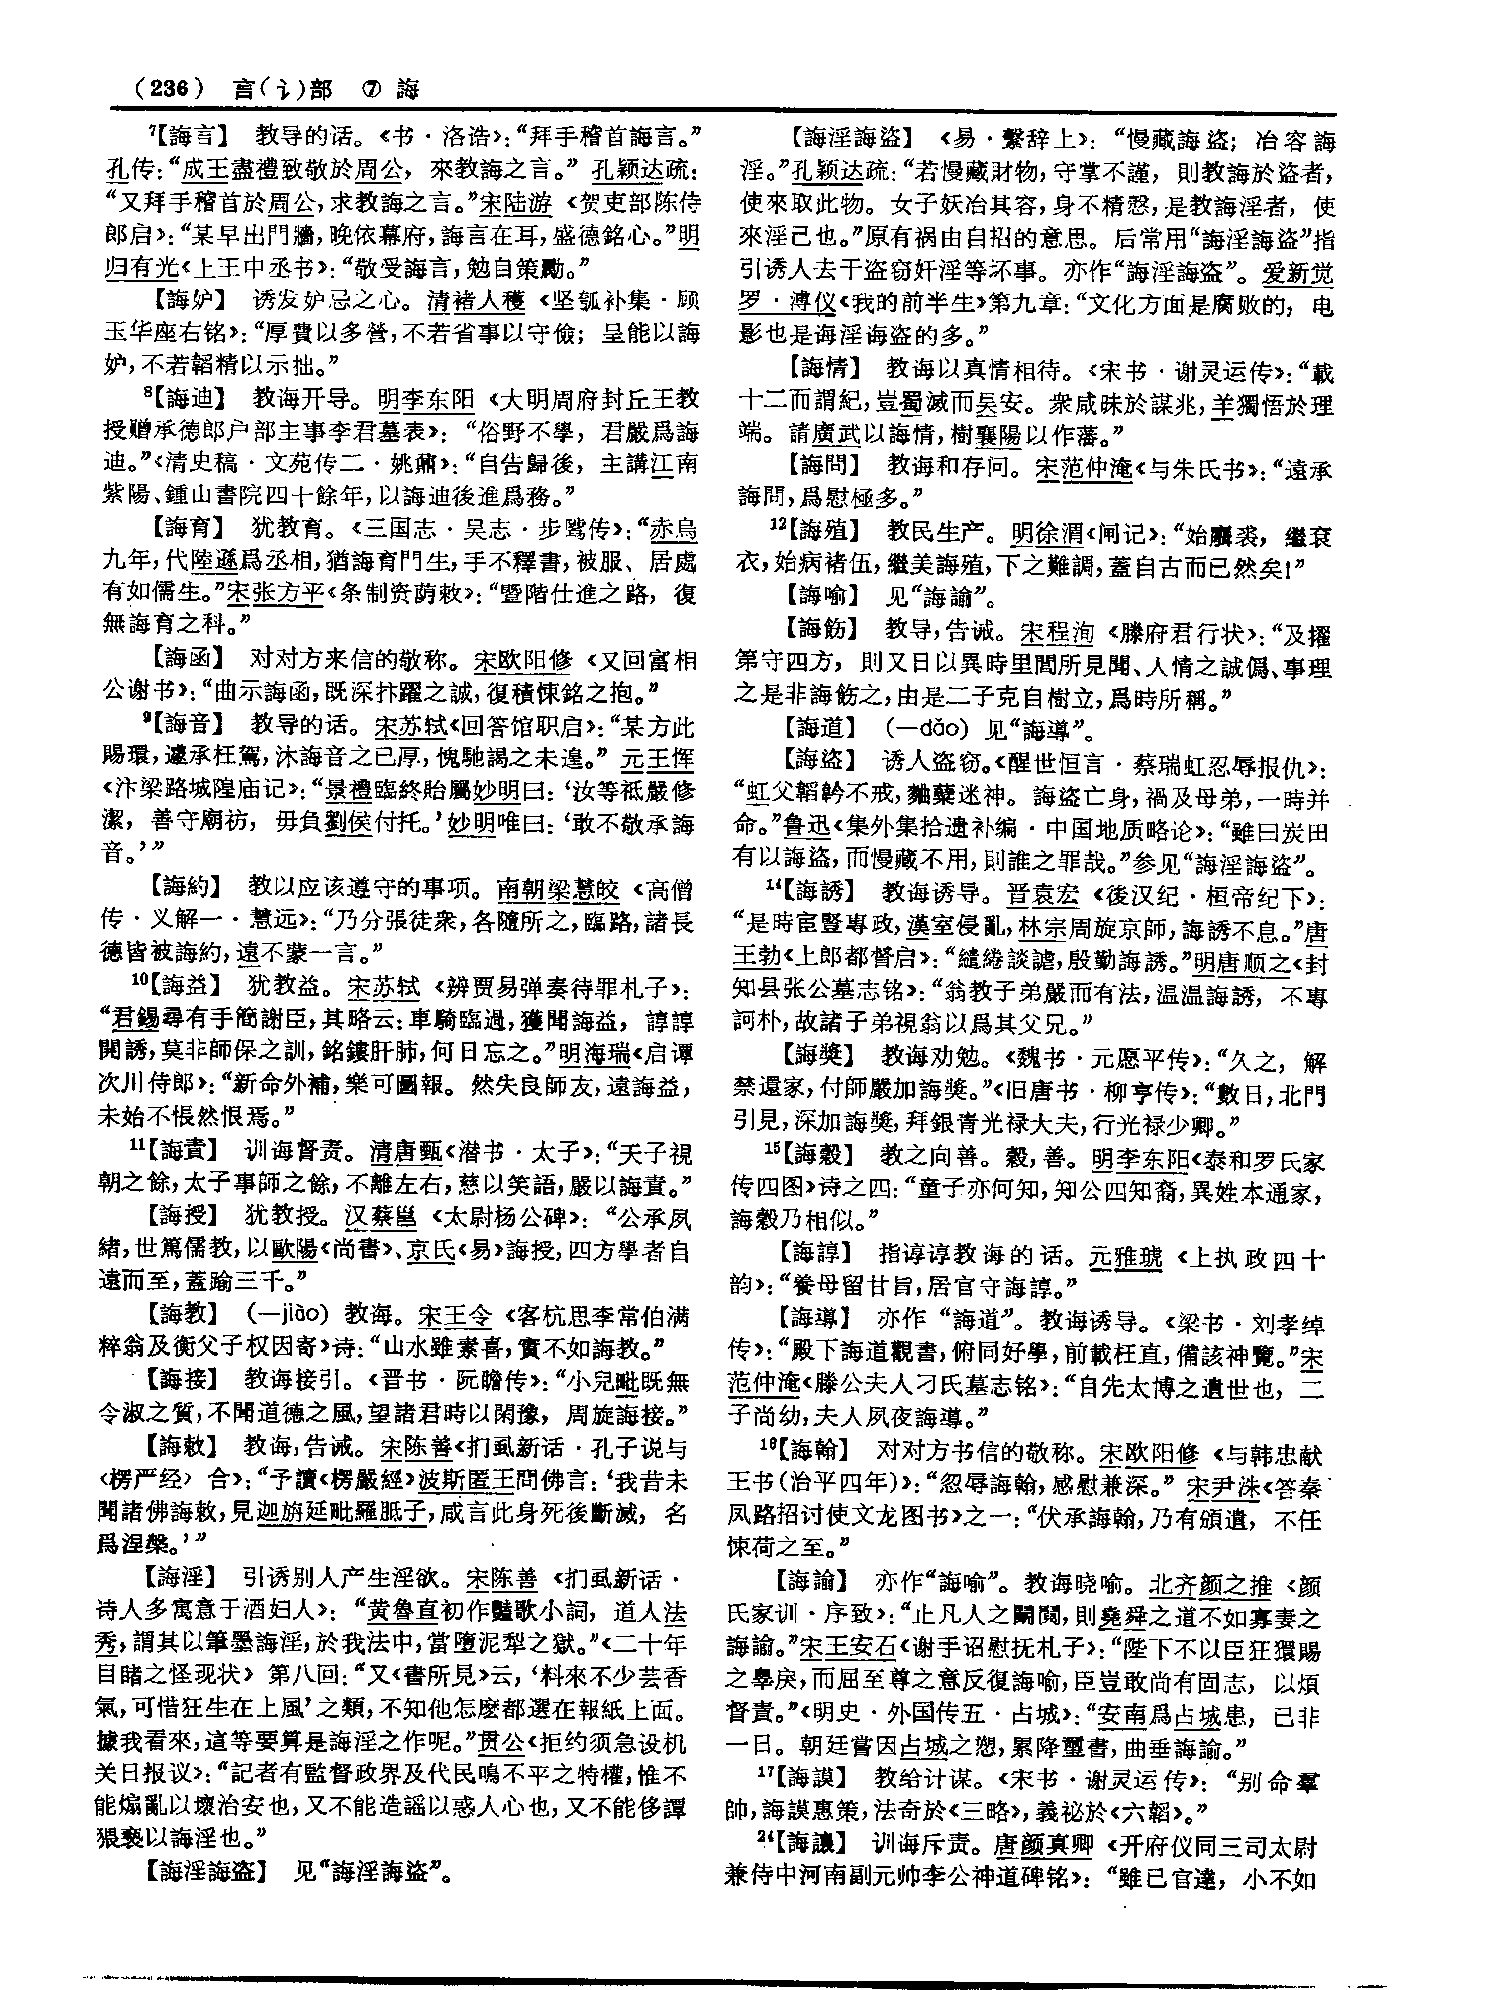 （236） 言(讠)部 ⑦ 誨
⁷【誨言】 教导的话。《书·洛诰》：“拜手稽首誨言。”
孔传：“成王盡禮致敬於周公，來教誨之言。” 孔颖达疏：
“又拜手稽首於周公，求教誨之言。”宋陆游《贺吏部陈侍
郎启》：“某早出門牆，晚依幕府，誨言在耳，盛德銘心。”明
归有光《上王中丞书》：“敬受誨言，勉自策勵。”
【誨妒】 诱发妒忌之心。清褚人穫《坚瓠补集·顾
玉华座右铭》：“厚費以多營，不若省事以守儉；呈能以誨
妒，不若韜精以示拙。”
⁸【誨迪】 教诲开导。明李东阳《大明周府封丘王教
授赠承德郎户部主事李君墓表》：“俗野不學，君嚴爲誨
迪。”《清史稿·文苑传二·姚鼐》：“自告歸後，主講江南
紫陽、鍾山書院四十餘年，以誨迪後進爲務。”
【誨育】 犹教育。《三国志·吴志·步骘传》：“赤烏
九年，代陸遜爲丞相，猶誨育門生，手不釋書，被服、居處
有如儒生。”宋张方平《条制资荫敕》：“暨階仕進之路，復
無誨育之科。”
【誨函】 对对方来信的敬称。宋欧阳修《又回富相
公谢书》：“曲示誨函，既深抃躍之誠，復積悚銘之抱。”
⁹【誨音】 教导的话。宋苏轼《回答馆职启》：“某方此
賜環，遽承枉駕，沐誨音之已厚，愧馳謁之未遑。” 元王恽
《汴梁路城隍庙记》：“景禮臨終貽屬妙明曰：‘汝等祗嚴修
潔，善守廟祊，毋負劉侯付托。’妙明唯曰：‘敢不敬承誨
音。’”
【誨約】 教以应该遵守的事项。南朝梁慧皎《高僧
传·义解一·慧远》：“乃分張徒衆，各隨所之，臨路，諸長
德皆被誨約，遠不蒙一言。”
¹⁰【誨益】 犹教益。宋苏轼《辨贾易弹奏待罪札子》：
“君錫尋有手簡謝臣，其略云：車騎臨過，獲聞誨益，諄諄
開誘，莫非師保之訓，銘鏤肝肺，何日忘之。”明海瑞《启谭
次川侍郎》：“新命外補，樂可圖報。然失良師友，遠誨益，
未始不悵然恨焉。”
¹¹【誨責】 训诲督责。清唐甄《潜书·太子》：“天子視
朝之餘，太子事師之餘，不離左右，慈以笑語，嚴以誨責。”
【誨授】 犹教授。汉蔡邕《太尉杨公碑》：“公承夙
緒，世篤儒教，以歐陽《尚書》、京氏《易》誨授，四方學者自
遠而至，蓋踰三千。”
【誨教】 （—jiào）教诲。宋王令《客杭思李常伯满
粹翁及衡父子权因寄》诗：“山水雖素喜，實不如誨教。”
【誨接】 教诲接引。《晋书·阮瞻传》：“小兒毗既無
令淑之質，不聞道德之風，望諸君時以閑豫，周旋誨接。”
【誨敕】 教诲，告诫。宋陈善《扪虱新话·孔子说与
〈楞严经〉合》：“予讀《楞嚴經》波斯匿王問佛言：‘我昔未
聞諸佛誨敕，見迦旃延毗羅胝子，咸言此身死後斷滅，名
爲涅槃。’”
【誨淫】 引诱别人产生淫欲。宋陈善《扪虱新话·
诗人多寓意于酒妇人》：“黄魯直初作豔歌小詞，道人法
秀，謂其以筆墨誨淫，於我法中，當墮泥犁之獄。”《二十年
目睹之怪现状》第八回：“又《書所見》云，‘料來不少芸香
氣，可惜狂生在上風’之類，不知他怎麽都選在報紙上面。
據我看來，這等要算是誨淫之作呢。”贯公《拒约须急设机
关日报议》：“記者有監督政界及代民鳴不平之特權，惟不
能煽亂以壞治安也，又不能造謡以惑人心也，又不能侈譚
猥褻以誨淫也。”
【誨淫誨盗】 见“誨淫誨盜”。
【誨淫誨盜】 《易·繫辞上》：“慢藏誨盜；冶容誨
淫。”孔颖达疏：“若慢藏財物，守掌不謹，則教誨於盜者，
使來取此物。女子妖冶其容，身不精慤，是教誨淫者，使
來淫己也。”原有祸由自招的意思。后常用“誨淫誨盜”指
引诱人去干盗窃奸淫等坏事。亦作“誨淫誨盗”。爱新觉
罗·溥仪《我的前半生》第九章：“文化方面是腐败的，电
影也是诲淫诲盗的多。”
【誨情】 教诲以真情相待。《宋书·谢灵运传》：“載
十二而謂紀，豈蜀滅而吴安。衆咸昧於謀兆，羊獨悟於理
端。請廣武以誨情，樹襄陽以作藩。”
【誨問】 教诲和存问。宋范仲淹《与朱氏书》：“遠承
誨問，爲慰極多。”
¹²【誨殖】 教民生产。明徐渭《闸记》：“始麛裘，繼袞
衣，始病褚伍，繼美誨殖，下之難調，蓋自古而已然矣！”
【誨喻】 见“誨諭”。
【誨飭】 教导，告诫。宋程洵《滕府君行状》：“及擢
第守四方，則又日以異時里閭所見聞、人情之誠僞、事理
之是非誨飭之，由是二子克自樹立，爲時所稱。”
【誨道】 （—dǎo）见“誨導”。
【誨盜】 诱人盗窃。《醒世恒言·蔡瑞虹忍辱报仇》：
“虹父韜鈐不戒，麴糵迷神。誨盜亡身，禍及母弟，一時并
命。”鲁迅《集外集拾遗补编·中国地质略论》：“雖曰炭田
有以誨盜，而慢藏不用，則誰之罪哉。”参见“誨淫誨盜”。
¹⁴【誨誘】 教诲诱导。晋袁宏《後汉纪·桓帝纪下》：
“是時宦豎專政，漢室侵亂，林宗周旋京師，誨誘不息。”唐
王勃《上郎都督启》：“繾綣談謔，殷勤誨誘。”明唐顺之《封
知县张公墓志铭》：“翁教子弟嚴而有法，温温誨誘，不專
訶朴，故諸子弟視翁以爲其父兄。”
【誨奬】 教诲劝勉。《魏书·元愿平传》：“久之，解
禁還家，付師嚴加誨奬。”《旧唐书·柳亨传》：“數日，北門
引見，深加誨奬，拜銀青光禄大夫，行光禄少卿。”
¹⁵【誨穀】 教之向善。穀，善。明李东阳《泰和罗氏家
传四图》诗之四：“童子亦何知，知公四知裔，異姓本通家，
誨穀乃相似。”
【誨諄】 指谆谆教诲的话。元雅琥《上执政四十
韵》：“養母留甘旨，居官守誨諄。”
【誨導】 亦作“誨道”。教诲诱导。《梁书·刘孝绰
传》：“殿下誨道觀書，俯同好學，前載枉直，備該神覽。”宋
范仲淹《滕公夫人刁氏墓志铭》：“自先太博之遺世也，二
子尚幼，夫人夙夜誨導。”
¹⁶【誨翰】 对对方书信的敬称。宋欧阳修《与韩忠献
王书（治平四年）》：“忽辱誨翰，感慰兼深。” 宋尹洙《答秦
凤路招讨使文龙图书》之一：“伏承誨翰，乃有頒遺，不任
悚荷之至。”
【誨諭】 亦作“誨喻”。教诲晓喻。北齐颜之推《颜
氏家训·序致》：“止凡人之鬭鬩，則堯舜之道不如寡妻之
誨諭。”宋王安石《谢手诏慰抚札子》：“陛下不以臣狂獧賜
之辠戾，而屈至尊之意反復誨喻，臣豈敢尚有固志，以煩
督責。”《明史·外国传五·占城》：“安南爲占城患，已非
一日。朝廷嘗因占城之愬，累降璽書，曲垂誨諭。”
¹⁷【誨謨】 教给计谋。《宋书·谢灵运传》：“别命羣
帥，誨謨惠策，法奇於《三略》，義祕於《六韜》。”
²⁴【誨讓】 训诲斥责。唐颜真卿《开府仪同三司太尉
兼侍中河南副元帅李公神道碑铭》：“雖已官達，小不如